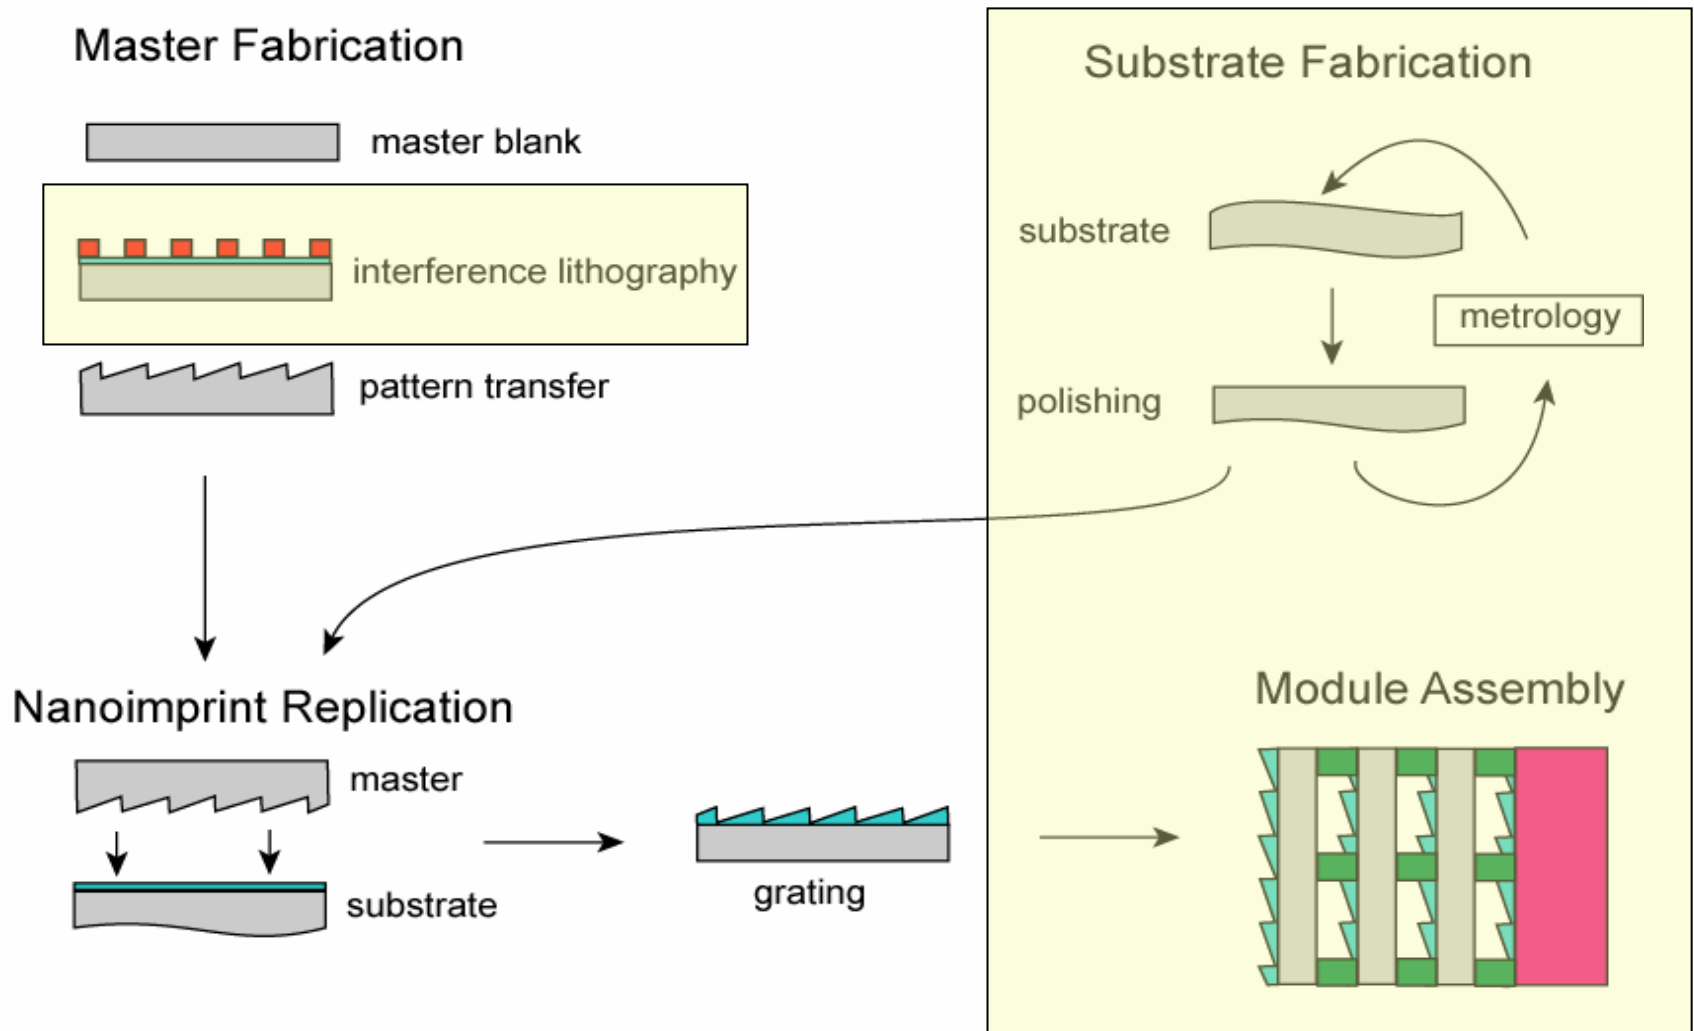 Master Fabrication
master blank
interference lithography
pattern transfer
Substrate Fabrication
substrate
metrology
polishing
Nanoimprint Replication
master
substrate
grating
Module Assembly